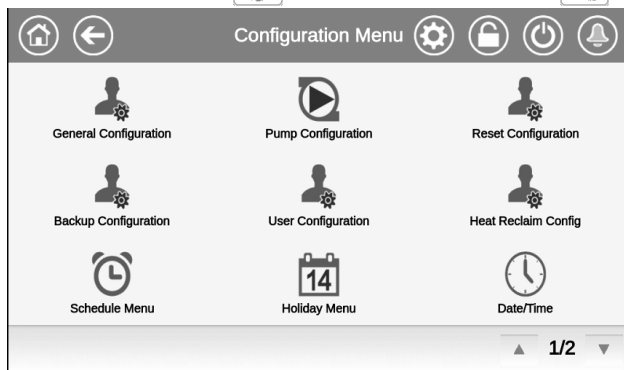 Configuration Menu
General Configuration
Pump Configuration
Reset Configuration
Backup Configuration
User Configuration
Heat Reclaim Config
14
Schedule Menu
Holiday Menu
Date/Time
1/2